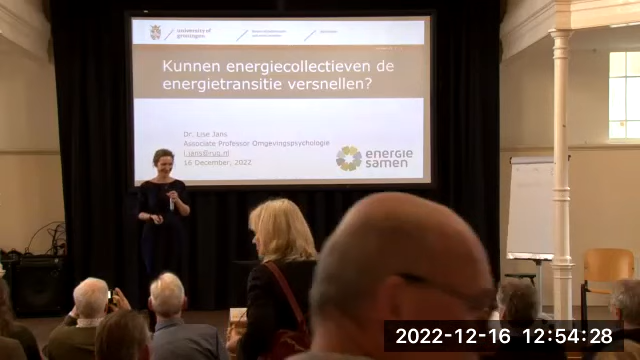 university of
groningen
Kunnen energiecollectieven de
energietransitie versnellen?
Dr. Lise Jans
Associate Professor Omgevingspsychologie
l.jans@rug.nl
16 December, 2022
energie
samen
2022-12-16 12:54:28